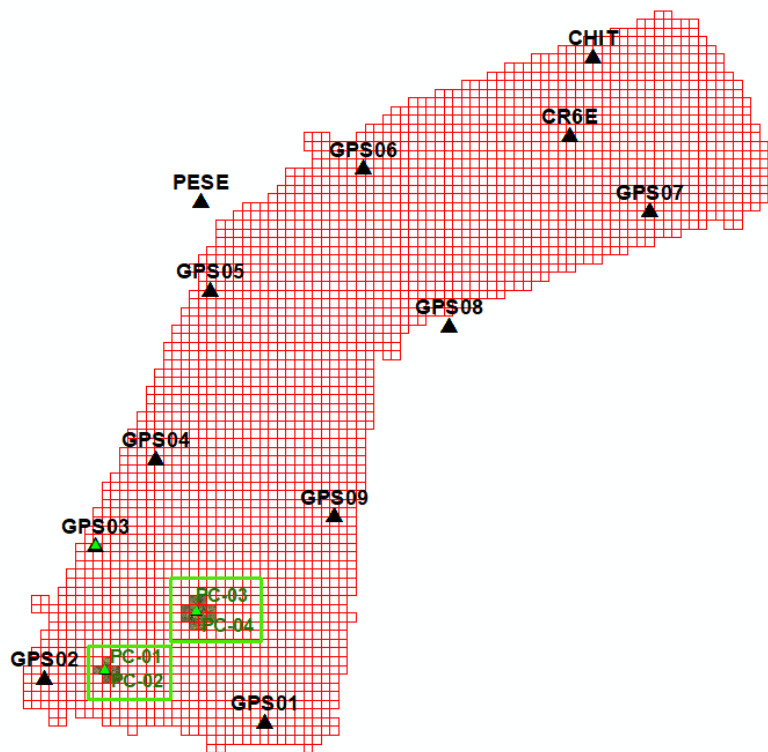 CHIT
CR6E
GPS06
PESE
GPS07
GPS05
GPS08
GPS04
GPS09
GPS03
PC-03
PC-04
PC-01
GPS02
PC-02
GPS01